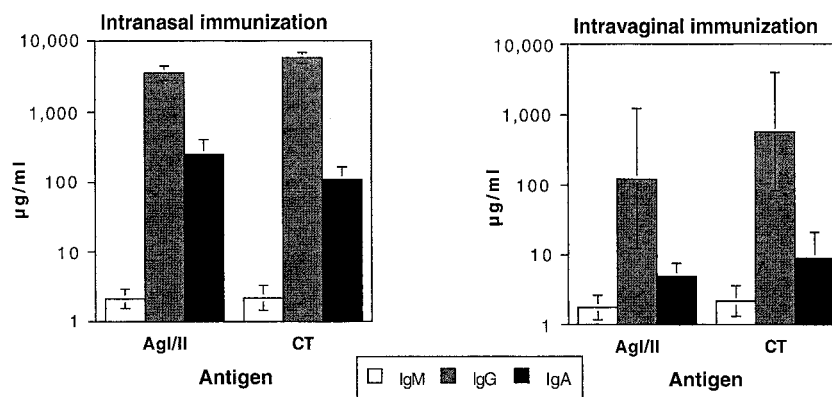 Intranasal immunization
10,000
1,000
100
10
1
µg/ml
AgI/II CT
Antigen
Intravaginal immunization
10,000
1,000
100
10
1
µg/ml
AgI/II CT
Antigen
IgM IgG IgA